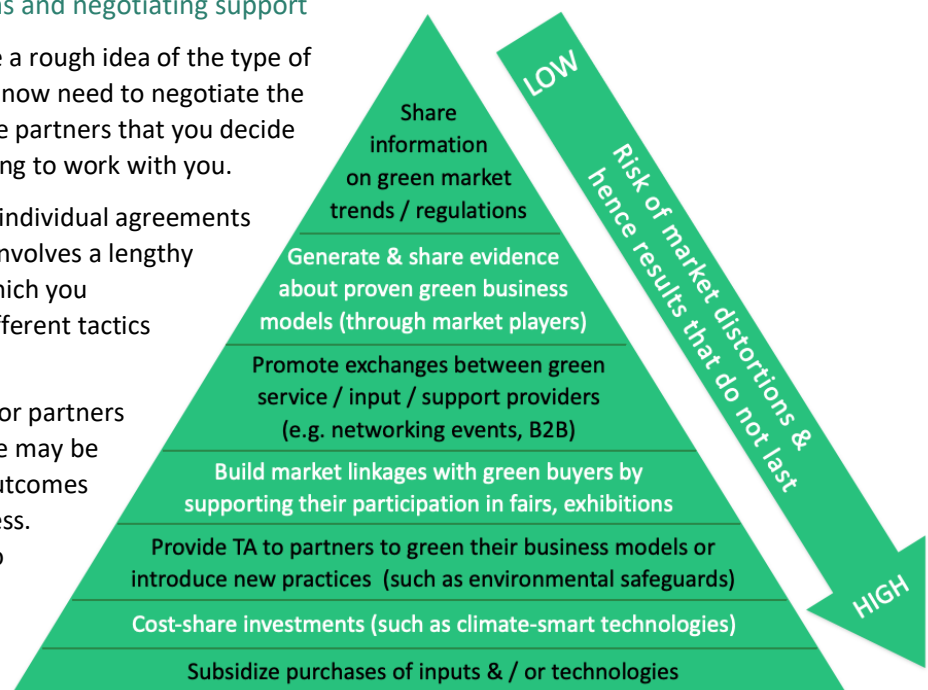 ns and negotiating support
e a rough idea of the type of
now need to negotiate the
e partners that you decide
ng to work with you.
individual agreements
nvolves a lengthy
hich you
fferent tactics
or partners
e may be
utcomes
ess.
Share
information
on green market
trends / regulations
Generate & share evidence
about proven green business
models (through market players)
Promote exchanges between green
service / input / support providers
(e.g. networking events, B2B)
Build market linkages with green buyers by
supporting their participation in fairs, exhibitions
Provide TA to partners to green their business models or
introduce new practices (such as environmental safeguards)
Cost-share investments (such as climate-smart technologies)
Subsidize purchases of inputs & / or technologies
LOW
Risk of market distortions &
hence results that do not last
HIGH